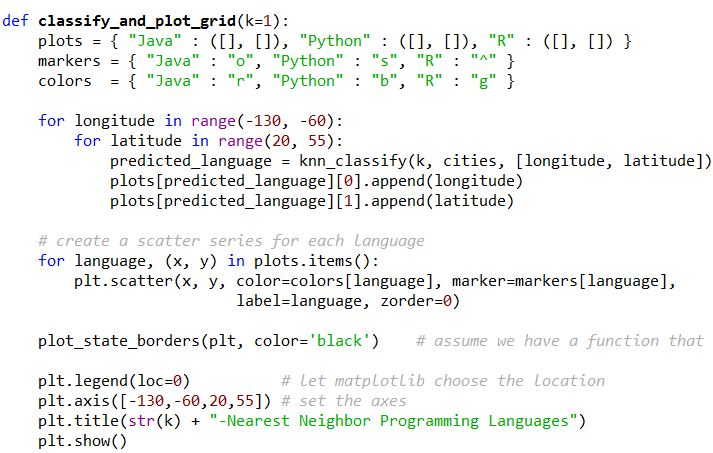 def classify_and_plot_grid(k=1):
    plots = { "Java" : ([], []), "Python" : ([], []), "R" : ([], []) }
    markers = { "Java" : "o", "Python" : "s", "R" : "^" }
    colors  = { "Java" : "r", "Python" : "b", "R" : "g" }

    for longitude in range(-130, -60):
        for latitude in range(20, 55):
            predicted_language = knn_classify(k, cities, [longitude, latitude])
            plots[predicted_language][0].append(longitude)
            plots[predicted_language][1].append(latitude)

    # create a scatter series for each language
    for language, (x, y) in plots.items():
        plt.scatter(x, y, color=colors[language], marker=markers[language],
                          label=language, zorder=0)

    plot_state_borders(plt, color='black')    # assume we have a function that

    plt.legend(loc=0)          # let matplotlib choose the location
    plt.axis([-130,-60,20,55]) # set the axes
    plt.title(str(k) + "-Nearest Neighbor Programming Languages")
    plt.show()